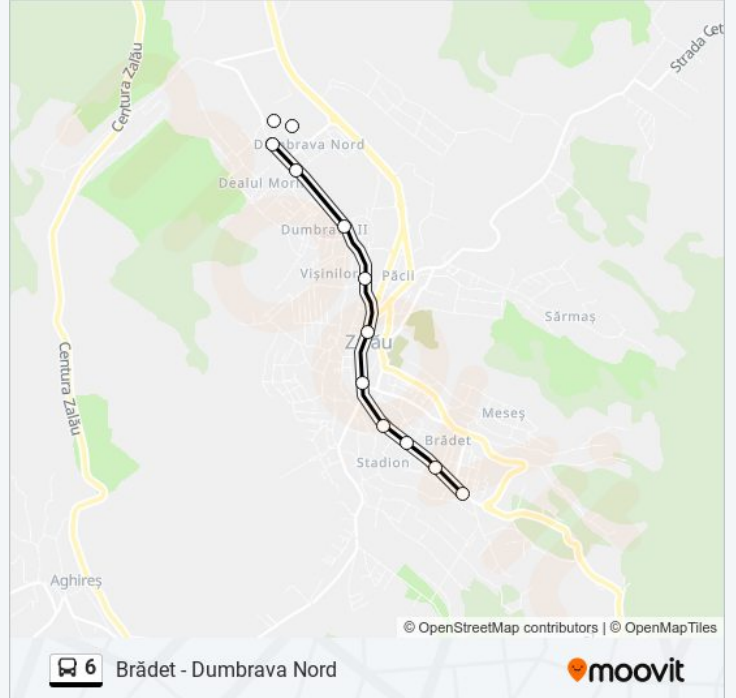 Centura Zalău
Strada Cet
Dumbrava Nord
Dealul Morii
Dumbrava II
Vișinilor
Păcii
Sărmaș
Zalău
Centura Zalău
Meseș
Brădet
Stadion
Aghireș
© OpenStreetMap contributors | © OpenMapTiles
6 Brădet - Dumbrava Nord
moovit